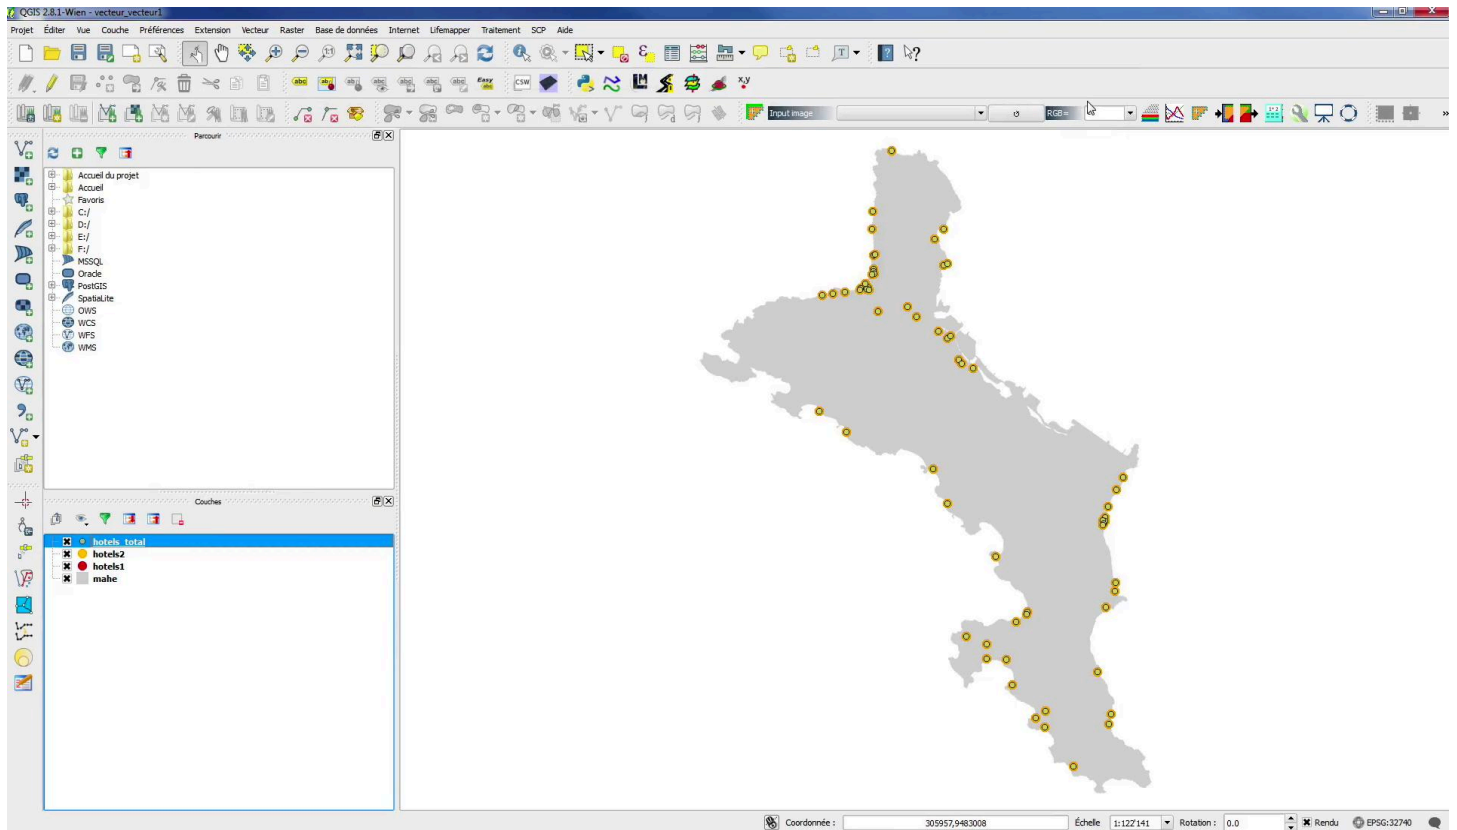 QGIS 2.8.1-Wien - vecteur_vecteur1
Projet Éditer Vue Couche Préférences Extension Vecteur Raster Base de données Internet Lifemapper Traitement SCP Aide
Input image RGB=
Parcourir
Accueil du projet
Accueil
Favoris
C:/
D:/
E:/
F:/
MSSQL
Oracle
PostGIS
SpatiaLite
OWS
WCS
WFS
WMS
Couches
hotels_total
hotels2
hotels1
mahe
Coordonnée : 305957,9483008 Échelle 1:122'141 Rotation : 0.0 Rendu EPSG:32740